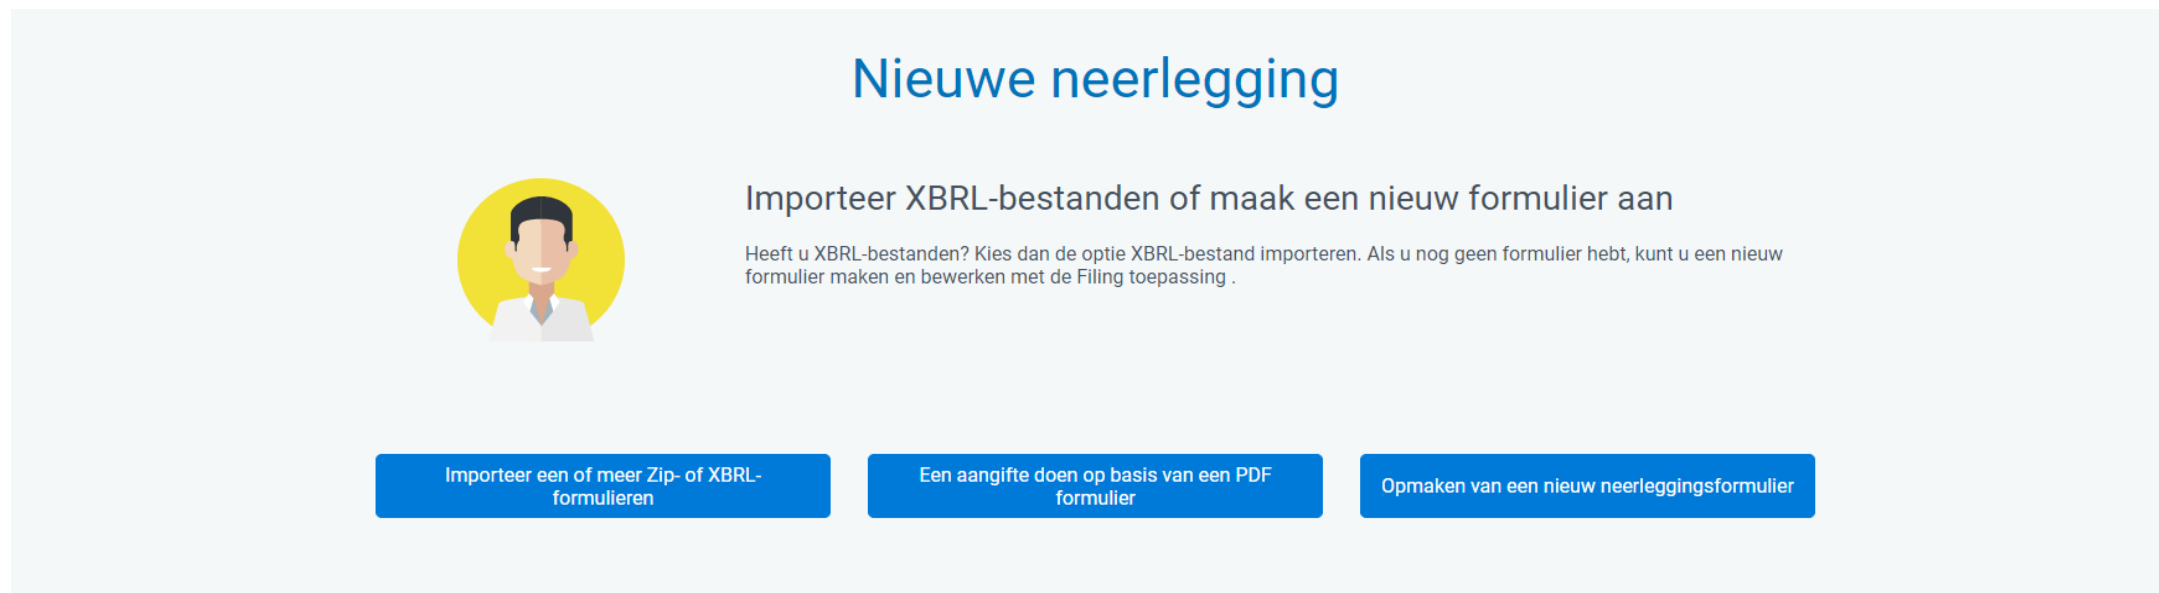 Nieuwe neerlegging
Importeer XBRL-bestanden of maak een nieuw formulier aan
Heeft u XBRL-bestanden? Kies dan de optie XBRL-bestand importeren. Als u nog geen formulier hebt, kunt u een nieuw
formulier maken en bewerken met de Filing toepassing .
Importeer een of meer Zip- of XBRL-
formulieren
Een aangifte doen op basis van een PDF
formulier
Opmaken van een nieuw neerleggingsformulier